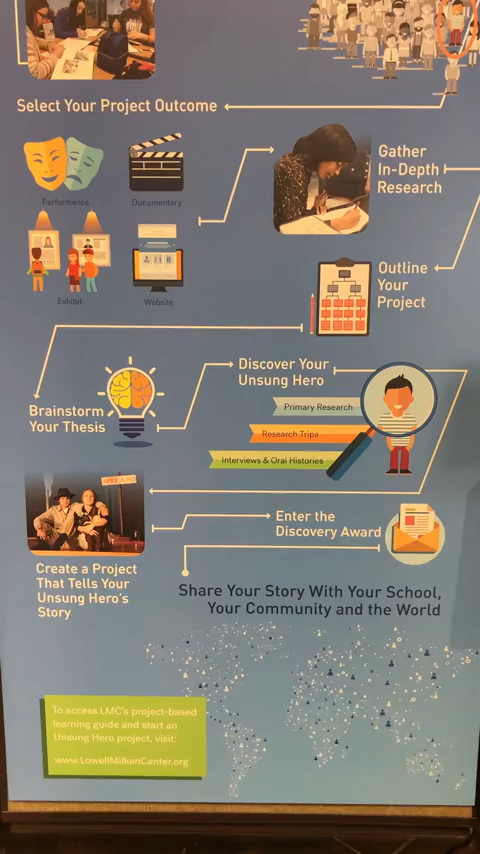 Select Your Project Outcome
Performance
Documentary
Exhibit
Website
Gather
In-Depth
Research
Outline
Your
Project
Brainstorm
Your Thesis
Discover Your
Unsung Hero
Primary Research
Research Trips
Interviews & Oral Histories
Create a Project
That Tells Your
Unsung Hero's
Story
Enter the
Discovery Award
Share Your Story With Your School,
Your Community and the World
To access LMC's project-based
learning guide and start an
Unsung Hero project, visit:
www.LowellMilkenCenter.org